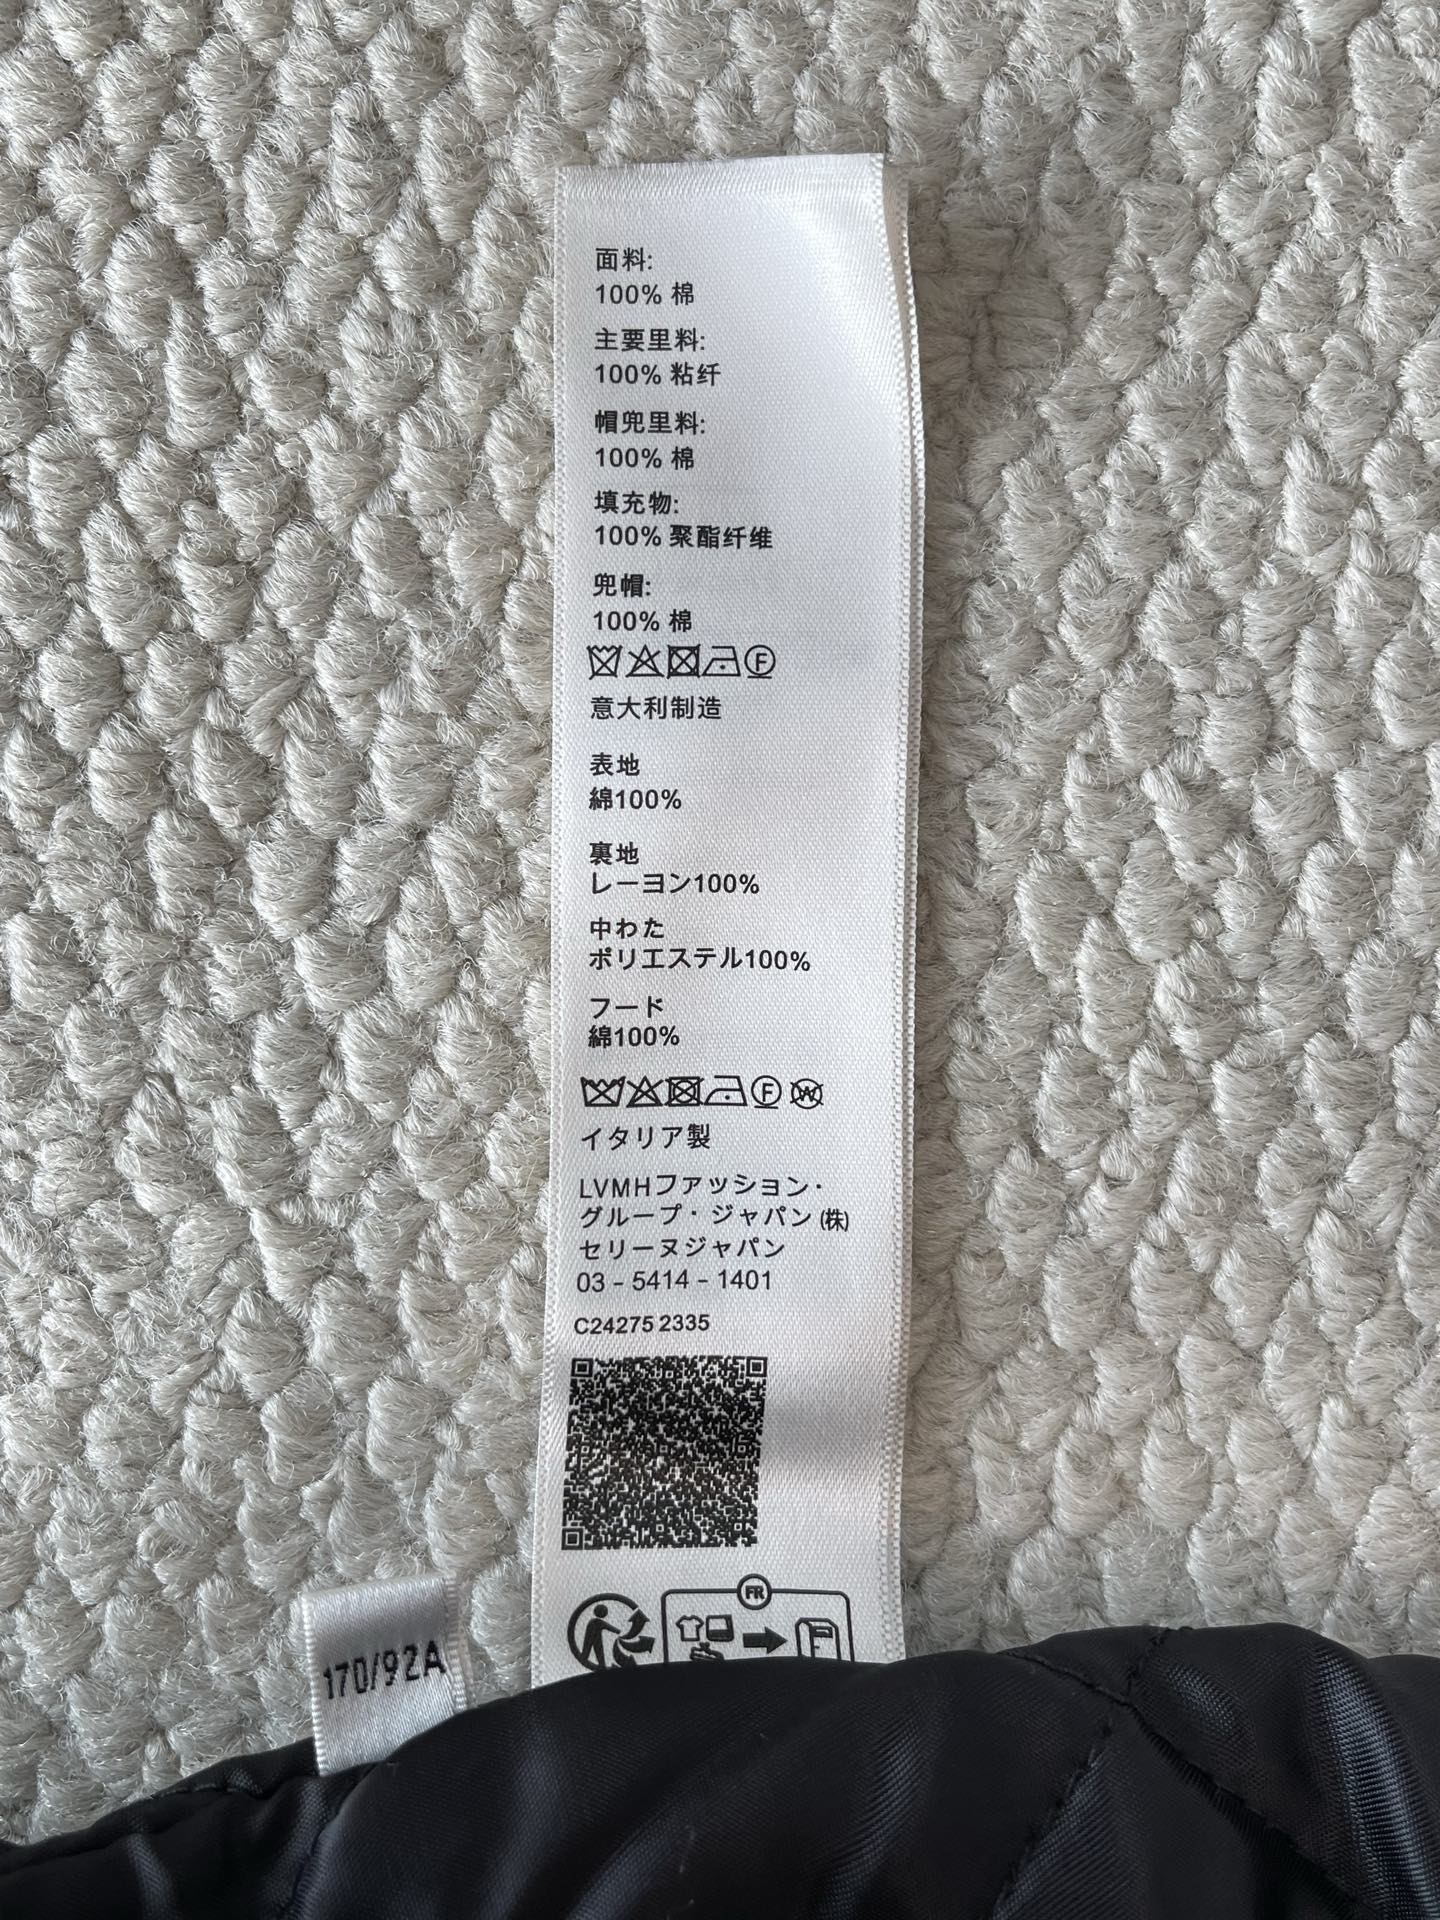 面料:
100% 棉
主要里料:
100% 粘纤
帽兜里料:
100% 棉
填充物:
100% 聚酯纤维
兜帽:
100% 棉
F
意大利制造
表地
綿100%
裏地
レーヨン100%
中わた
ポリエステル100%
フード
綿100%
F W
イタリア製
LVMHファッション・
グループ・ジャパン (株)
セリーヌジャパン
03 - 5414 - 1401
C24275 2335
FR
170/92A